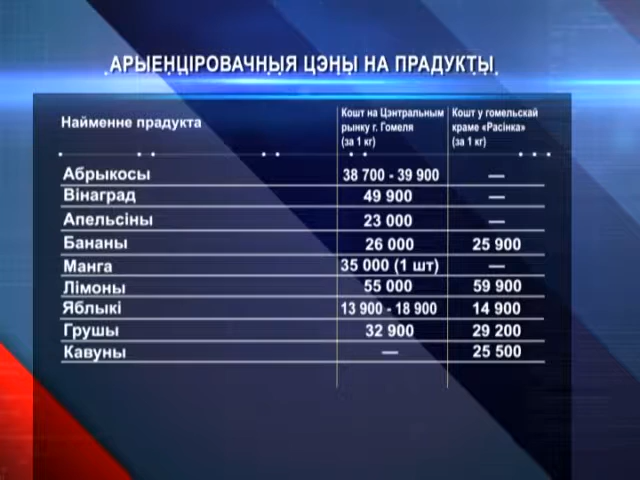 АРЫЕНЦІРОВАЧНЫЯ ЦЭНЫ НА ПРАДУКТЫ
Найменне прадукта
Кошт на Цэнтральным
рынку г. Гомеля
(за 1 кг)
Кошт у гомельскай
краме «Расінка»
(за 1 кг)
Абрыкосы 38 700 - 39 900 —
Вінаград 49 900 —
Апельсіны 23 000 —
Бананы 26 000 25 900
Манга 35 000 (1 шт) —
Лімоны 55 000 59 900
Яблыкі 13 900 - 18 900 14 900
Грушы 32 900 29 200
Кавуны — 25 500